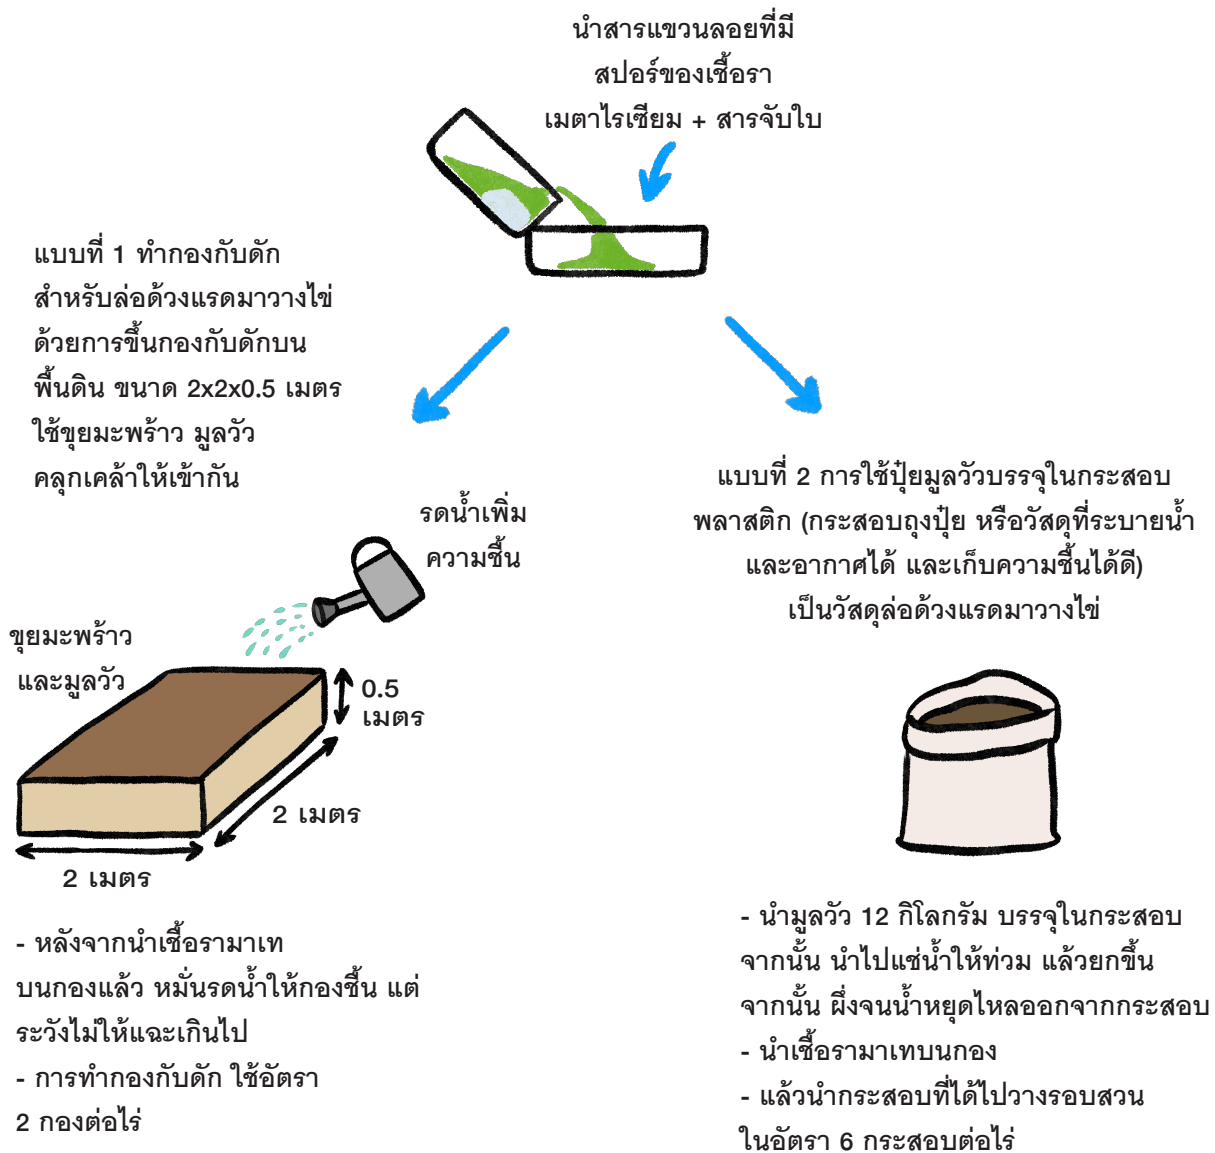 นำสารแขวนลอยที่มี
สปอร์ของเชื้อรา
เมตาไรเซียม + สารจับใบ
แบบที่ 1 ทำกองกับดัก
สำหรับล่อด้วงแรดมาวางไข่
ด้วยการขึ้นกองกับดักบน
พื้นดิน ขนาด 2x2x0.5 เมตร
ใช้ขุยมะพร้าว มูลวัว
คลุกเคล้าให้เข้ากัน
รดน้ำเพิ่ม
ความชื้น
ขุยมะพร้าว
และมูลวัว
0.5
เมตร
2 เมตร
2 เมตร
- หลังจากนำเชื้อรามาเท
บนกองแล้ว หมั่นรดน้ำให้กองชื้น แต่
ระวังไม่ให้แฉะเกินไป
- การทำกองกับดัก ใช้อัตรา
2 กองต่อไร่
แบบที่ 2 การใช้ปุ๋ยมูลวัวบรรจุในกระสอบ
พลาสติก (กระสอบถุงปุ๋ย หรือวัสดุที่ระบายน้ำ
และอากาศได้ และเก็บความชื้นได้ดี)
เป็นวัสดุล่อด้วงแรดมาวางไข่
- นำมูลวัว 12 กิโลกรัม บรรจุในกระสอบ
จากนั้น นำไปแช่น้ำให้ท่วม แล้วยกขึ้น
จากนั้น ผึ่งจนน้ำหยุดไหลออกจากกระสอบ
- นำเชื้อรามาเทบนกอง
- แล้วนำกระสอบที่ได้ไปวางรอบสวน
ในอัตรา 6 กระสอบต่อไร่